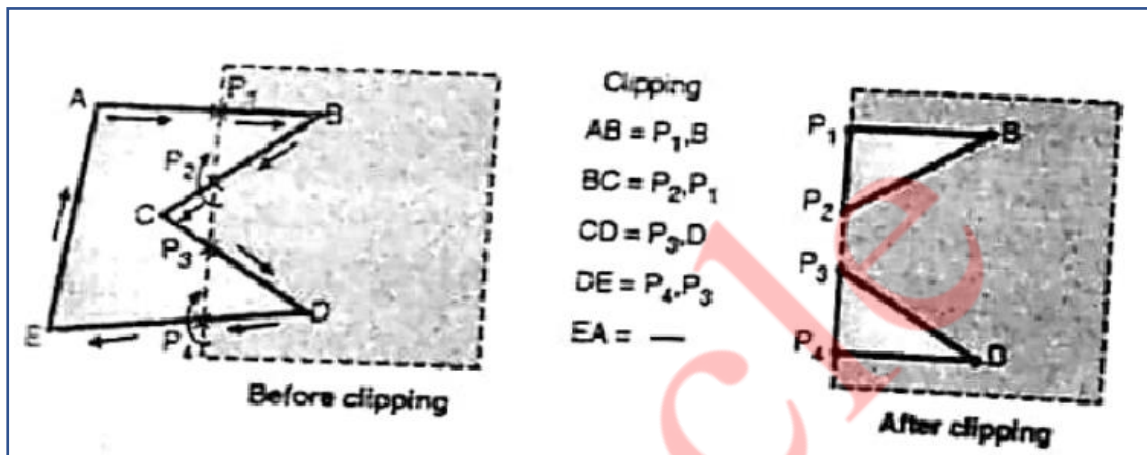 A
P₁
B
P₂
C
P₃
D
E
P₄
Before clipping
Clipping
AB = P₁,B
BC = P₂,P₁
CD = P₃,D
DE = P₄,P₃
EA = —
P₁
B
P₂
P₃
P₄
D
After clipping
cle